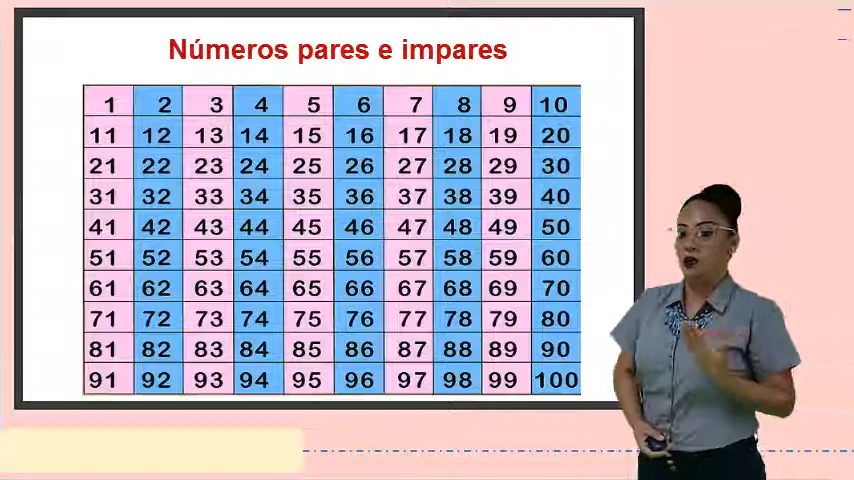 Números pares e impares
1 2 3 4 5 6 7 8 9 10
11 12 13 14 15 16 17 18 19 20
21 22 23 24 25 26 27 28 29 30
31 32 33 34 35 36 37 38 39 40
41 42 43 44 45 46 47 48 49 50
51 52 53 54 55 56 57 58 59 60
61 62 63 64 65 66 67 68 69 70
71 72 73 74 75 76 77 78 79 80
81 82 83 84 85 86 87 88 89 90
91 92 93 94 95 96 97 98 99 100